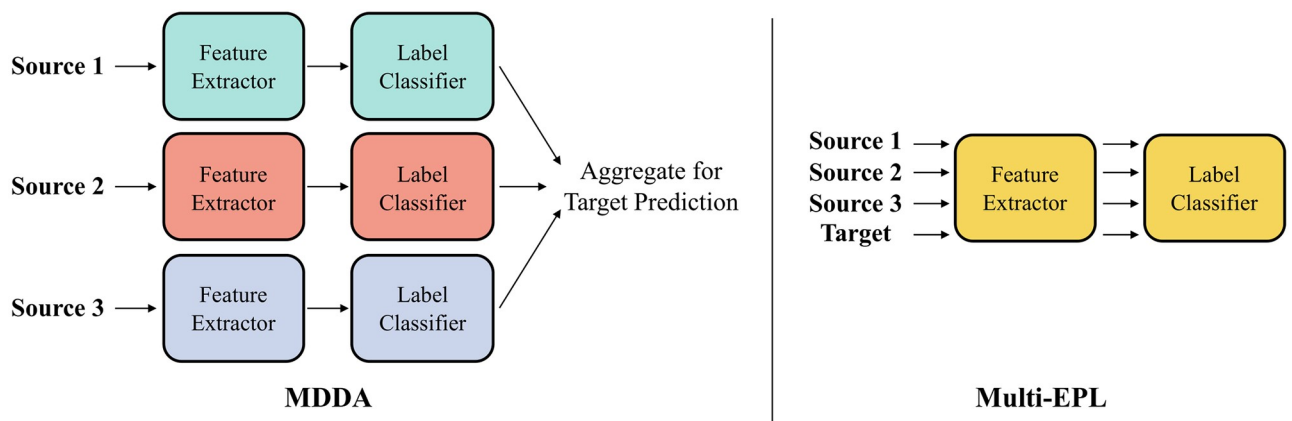 Source 1
Feature
Extractor
Label
Classifier
Source 2
Feature
Extractor
Label
Classifier
Source 3
Feature
Extractor
Label
Classifier
Aggregate for
Target Prediction
MDDA
Source 1
Source 2
Source 3
Target
Feature
Extractor
Label
Classifier
Multi-EPL